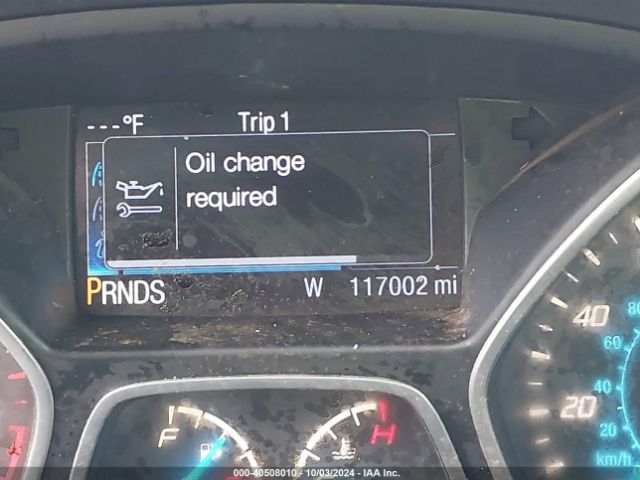 ---°F Trip 1
Oil change
required
PRNDS W 117002 mi
40
20
80
60
40
20
km/h
F
H
000-40508010 - 10/03/2024 - IAA Inc.